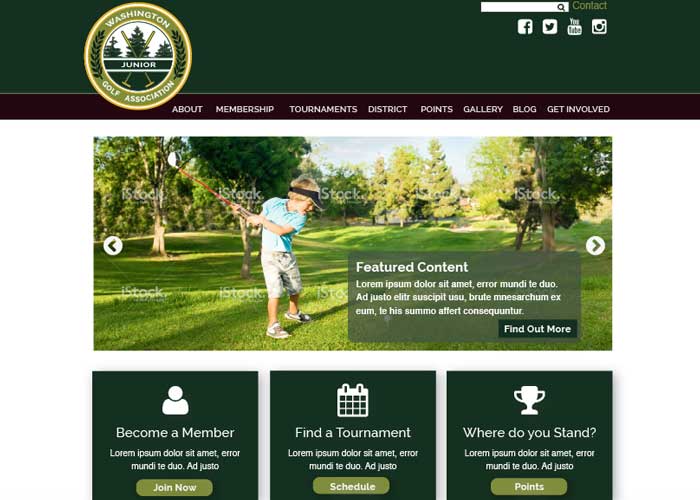 Contact
WASHINGTON
JUNIOR
GOLF ASSOCIATION
You
Tube
ABOUT MEMBERSHIP TOURNAMENTS DISTRICT POINTS GALLERY BLOG GET INVOLVED
iStock. iStock. iStock. iStock. iStock.
iStock. iStock. iStock.
Featured Content
Lorem ipsum dolor sit amet, error mundi te duo.
Ad justo elitr suscipit usu, brute mnesarchum ex
eum, te his summo affert consequuntur.
Find Out More
Become a Member
Lorem ipsum dolor sit amet, error
mundi te duo. Ad justo
Join Now
Find a Tournament
Lorem ipsum dolor sit amet, error
mundi te duo. Ad justo
Schedule
Where do you Stand?
Lorem ipsum dolor sit amet, error
mundi te duo. Ad justo
Points